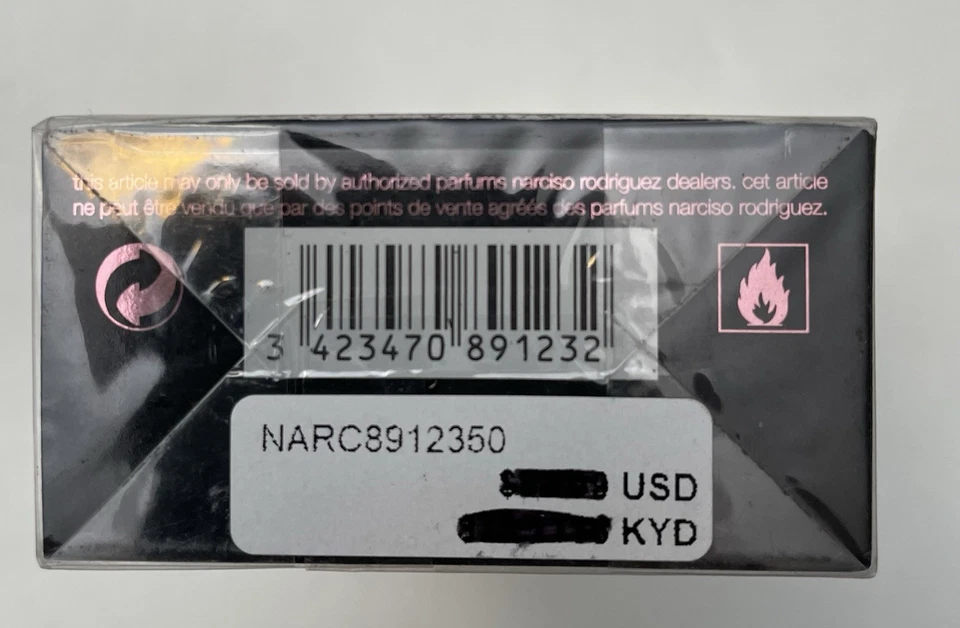 this article may only be sold by authorized parfums narciso rodriguez dealers. cet article
ne peut être vendu que par des points de vente agréés des parfums narciso rodriguez.
3 423470 891232
NARC8912350
USD
KYD